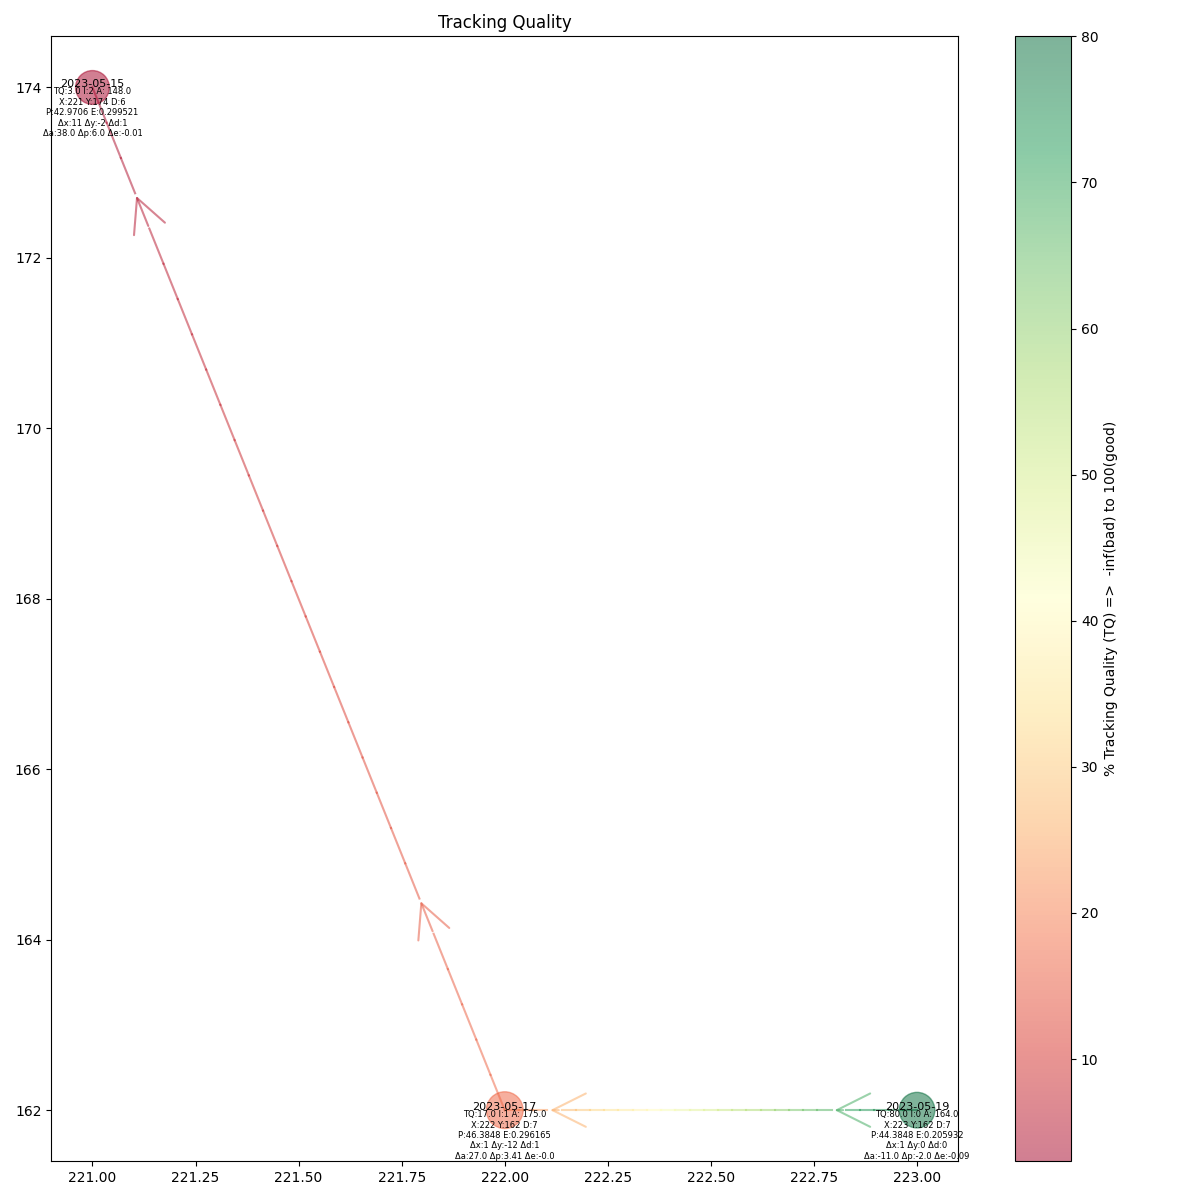 Tracking Quality
2023-05-15
TQ:3.0 I:2 A: 148.0
X:221 Y:174 D:6
P:42.9706 E:0.299521
Δx:11 Δy:-2 Δd:1
Δa:38.0 Δp:6.0 Δe:-0.01
2023-05-17
TQ:17.0 I:1 A: 175.0
X:222 Y:162 D:7
P:46.3848 E:0.296165
Δx:1 Δy:-12 Δd:1
Δa:27.0 Δp:3.41 Δe:-0.0
2023-05-19
TQ:80.0 I:0 A: 164.0
X:223 Y:162 D:7
P:44.3848 E:0.205932
Δx:1 Δy:0 Δd:0
Δa:-11.0 Δp:-2.0 Δe:-0.09
174
172
170
168
166
164
162
221.00
221.25
221.50
221.75
222.00
222.25
222.50
222.75
223.00
80
70
60
50
40
30
20
10
% Tracking Quality (TQ) => -inf(bad) to 100(good)